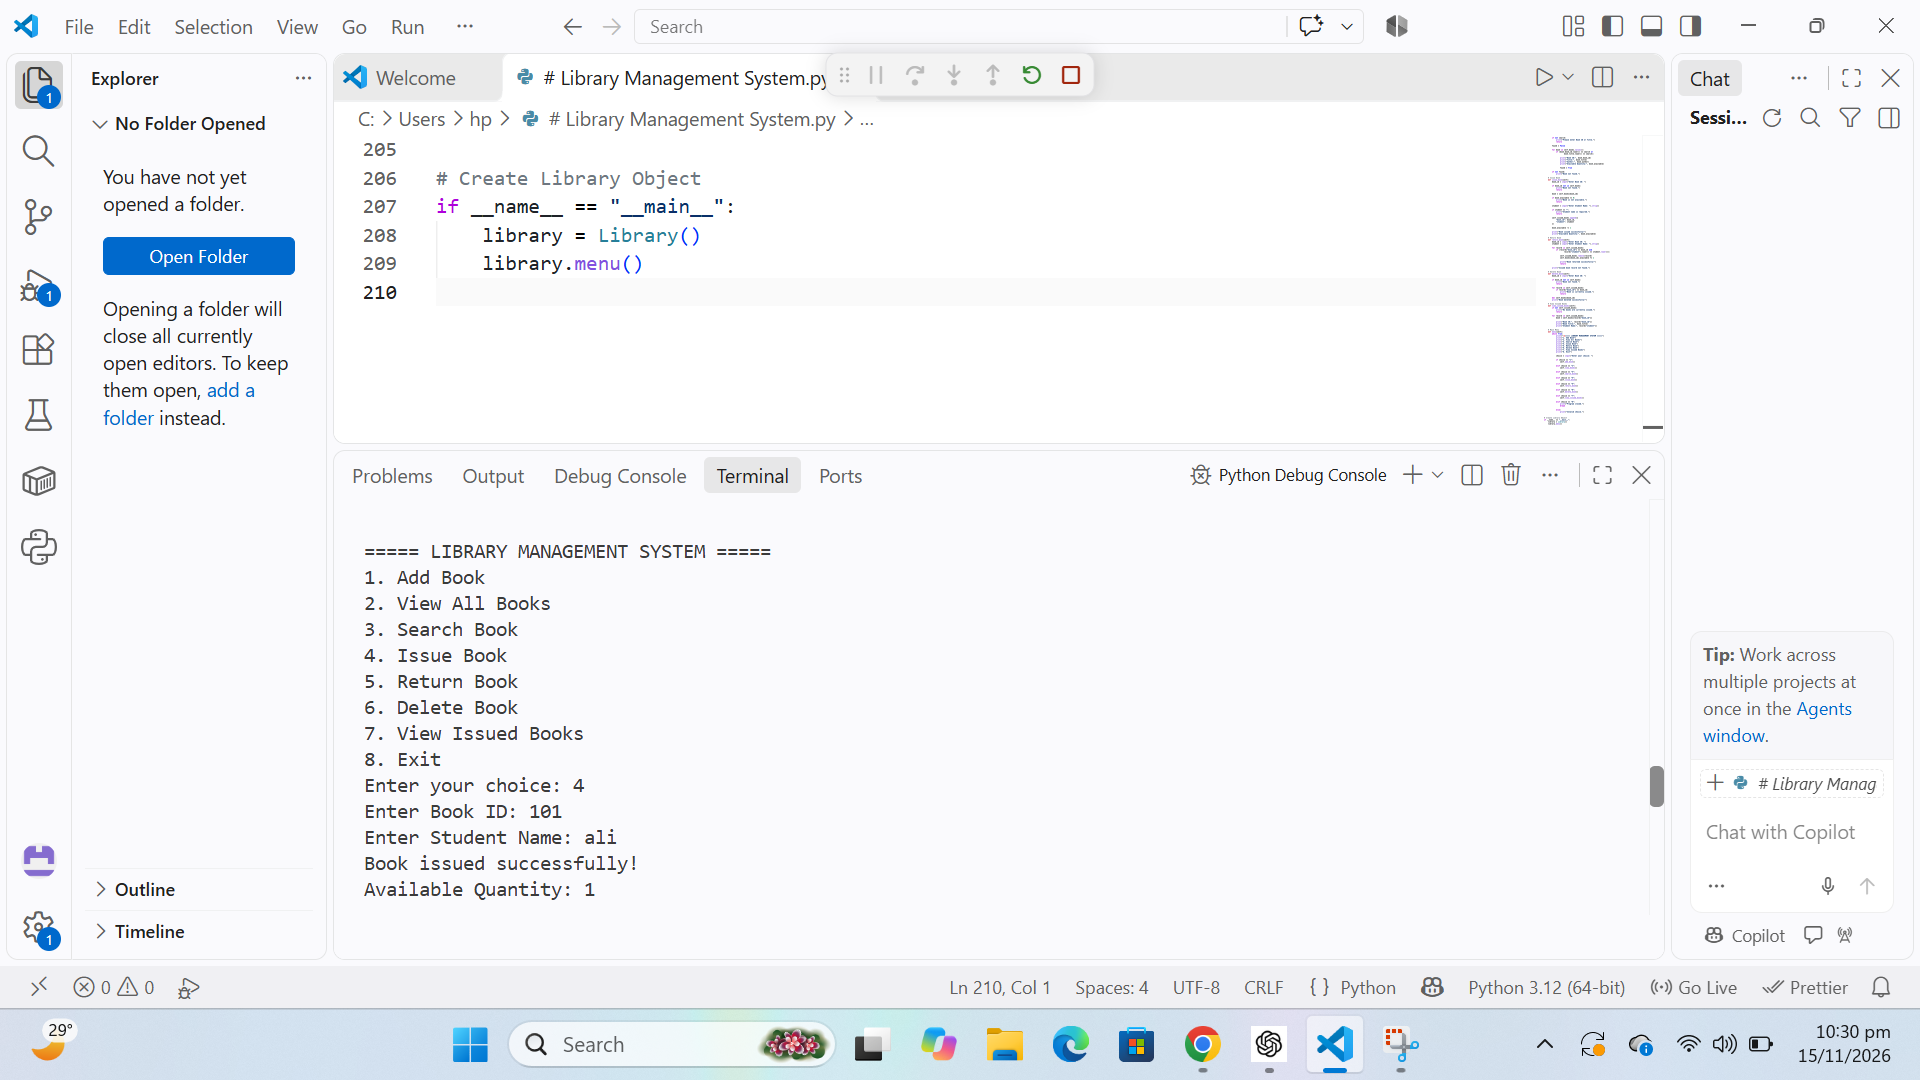 File Edit Selection View Go Run ...
Search
Explorer
No Folder Opened
You have not yet
opened a folder.
Open Folder
Opening a folder will
close all currently
open editors. To keep
them open, add a
folder instead.
Outline
Timeline
1
1
1
Welcome
# Library Management System.py
C: > Users > hp > # Library Management System.py > ...
205
206 # Create Library Object
207 if __name__ == "__main__":
208 library = Library()
209 library.menu()
210
Problems Output Debug Console Terminal Ports
Python Debug Console
===== LIBRARY MANAGEMENT SYSTEM =====
1. Add Book
2. View All Books
3. Search Book
4. Issue Book
5. Return Book
6. Delete Book
7. View Issued Books
8. Exit
Enter your choice: 4
Enter Book ID: 101
Enter Student Name: ali
Book issued successfully!
Available Quantity: 1
Chat
Sessi...
Tip: Work across
multiple projects at
once in the Agents
window.
# Library Manag
Chat with Copilot
Copilot
0 0
Ln 210, Col 1 Spaces: 4 UTF-8 CRLF { } Python Python 3.12 (64-bit) Go Live Prettier
29°
Search
10:30 pm
15/11/2026